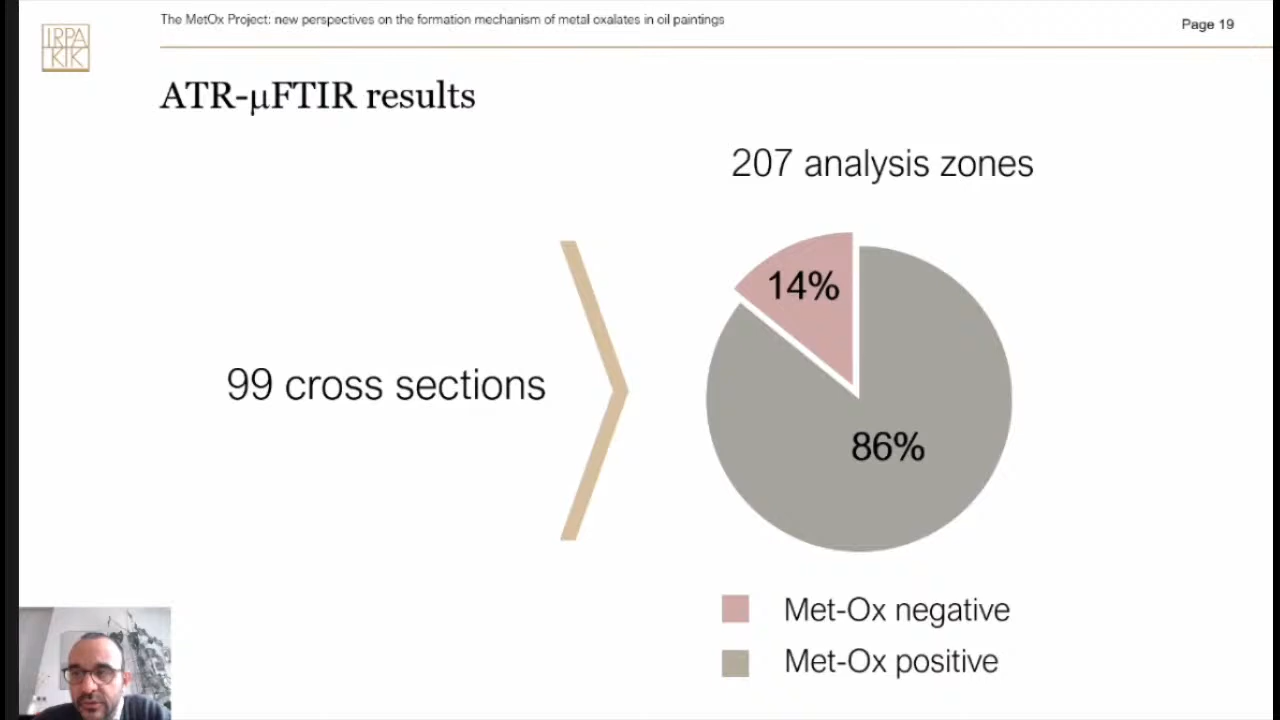 The MetOx Project: new perspectives on the formation mechanism of metal oxalates in oil paintings
Page 19
IRPA
KIK
ATR-µFTIR results
207 analysis zones
14%
99 cross sections
86%
Met-Ox negative
Met-Ox positive